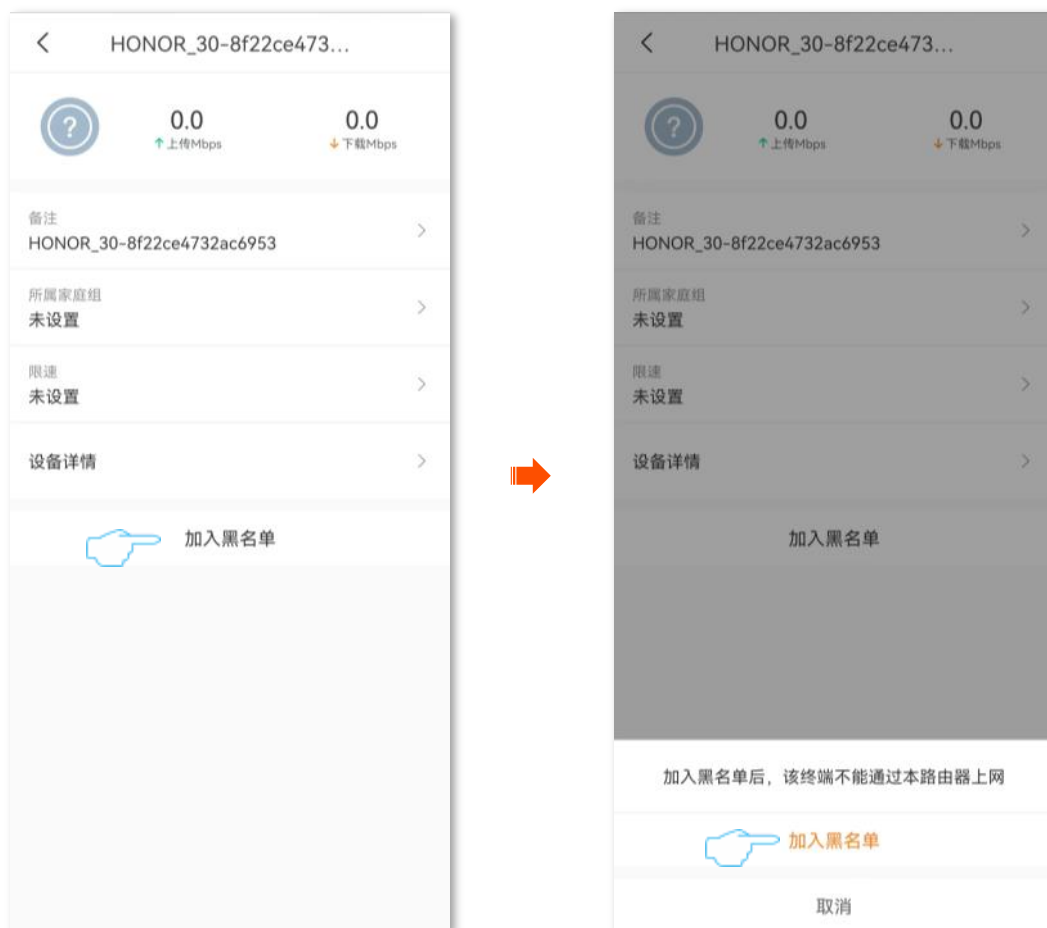 HONOR_30-8f22ce473...
0.0
0.0
上传Mbps
下载Mbps
备注
HONOR_30-8f22ce4732ac6953
所属家庭组
未设置
限速
未设置
设备详情
加入黑名单
HONOR_30-8f22ce473...
0.0
0.0
上传Mbps
下载Mbps
备注
HONOR_30-8f22ce4732ac6953
所属家庭组
未设置
限速
未设置
设备详情
加入黑名单
加入黑名单后，该终端不能通过本路由器上网
加入黑名单
取消